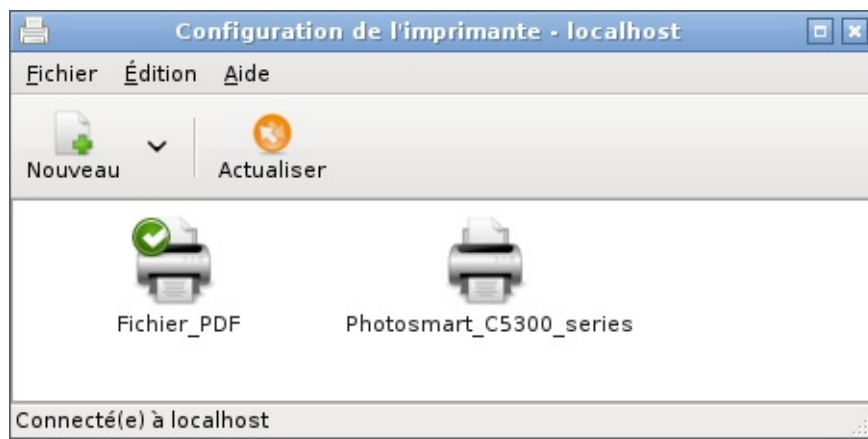 Configuration de l'imprimante - localhost
Fichier Édition Aide
Nouveau Actualiser
Fichier_PDF Photosmart_C5300_series
Connecté(e) à localhost